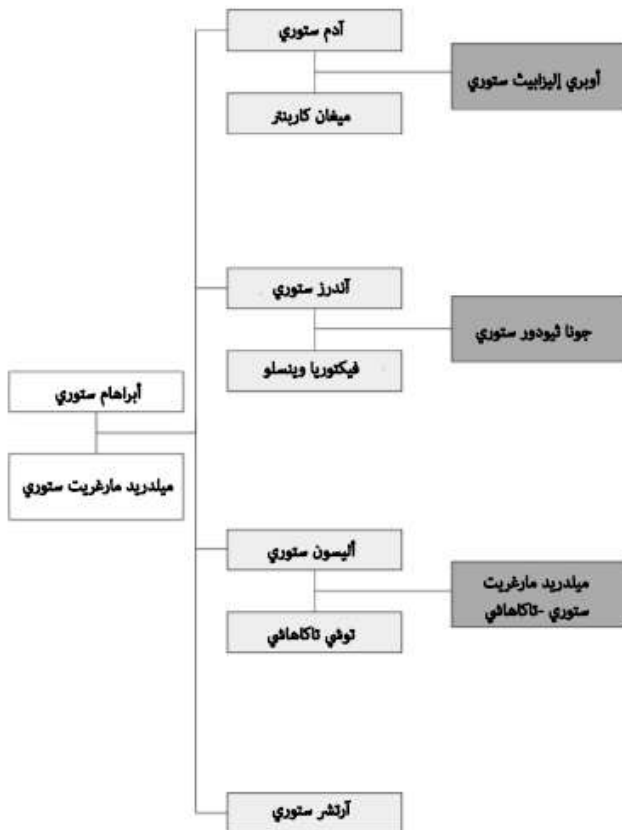 آدم ستوري
ميغان كاربنتر
أوبري إليزابيث ستوري
آندرز ستوري
فيكتوريا وينسلو
جونا ثيودور ستوري
أبراهام ستوري
ميلدريد مارغريت ستوري
أليسون ستوري
توفي تاكاهاشي
ميلدريد مارغريت
ستوري -تاكاهاشي
آرتشر ستوري